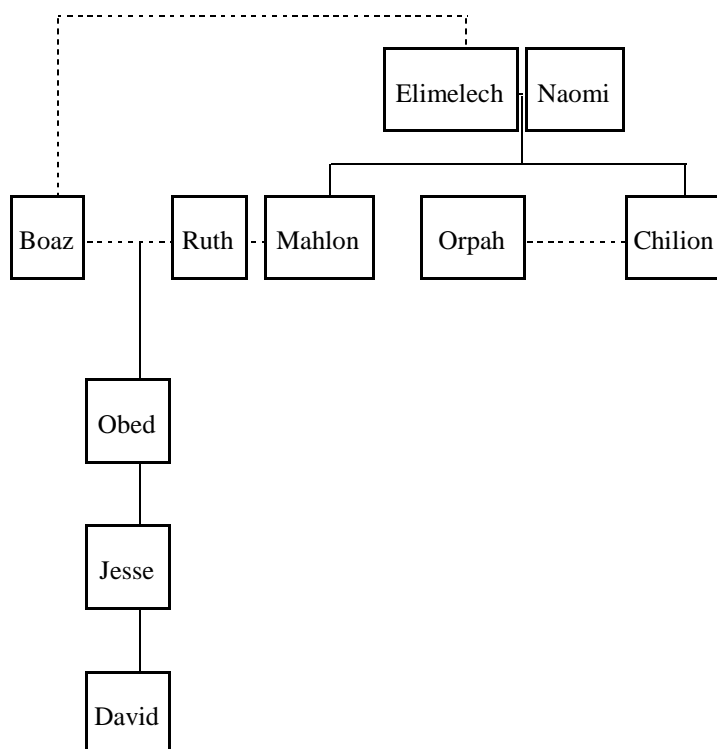 Elimelech
Naomi
Boaz
Ruth
Mahlon
Orpah
Chilion
Obed
Jesse
David